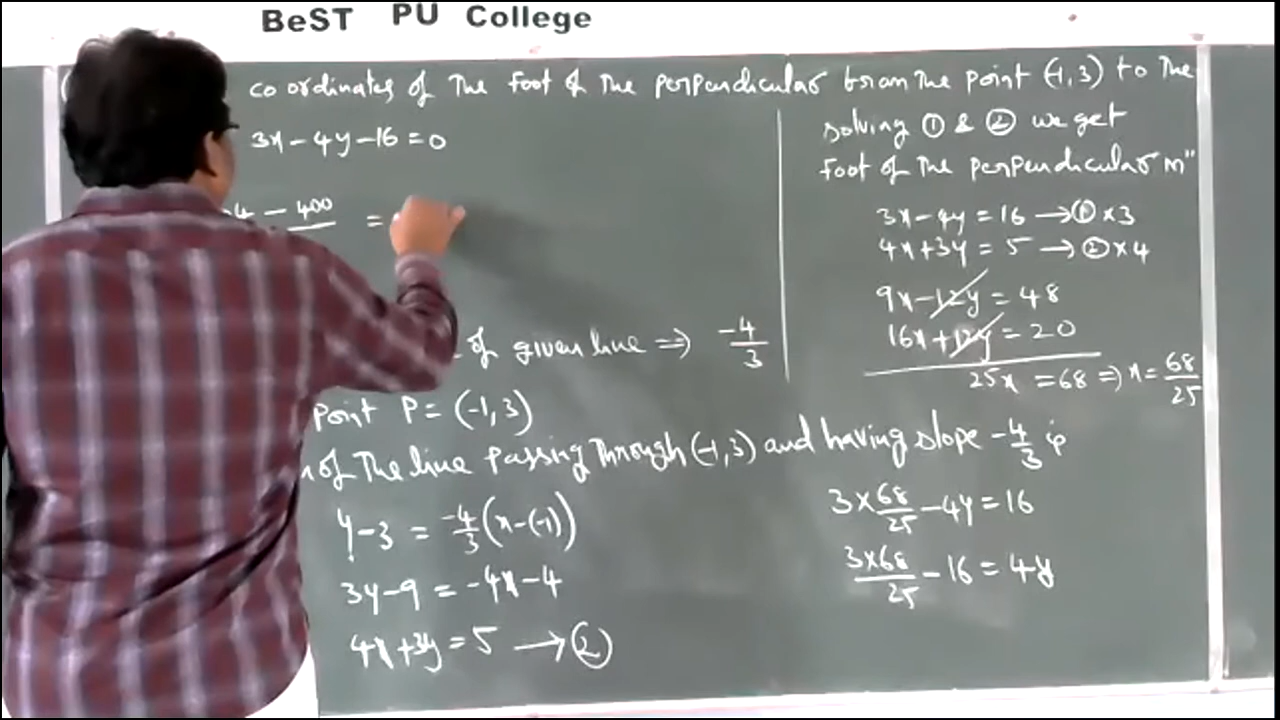 BeST PU College
co ordinates of The foot of The perpendicular from The point (-1, 3) to The
3x - 4y - 16 = 0
4 - 400
=
of given line => -4/3
Point P = (-1, 3)
n of The line passing Through (-1, 3) and having slope -4/3 is
y - 3 = -4/3 (x - (-1))
3y - 9 = -4x - 4
4x + 3y = 5 → ②
solving ① & ② we get
foot of The perpendicular m"
3x - 4y = 16 → ① × 3
4x + 3y = 5 → ② × 4
9x - 12y = 48
16x + 12y = 20
25x = 68 => x = 68/25
3 × 68/25 - 4y = 16
3 × 68/25 - 16 = 4y